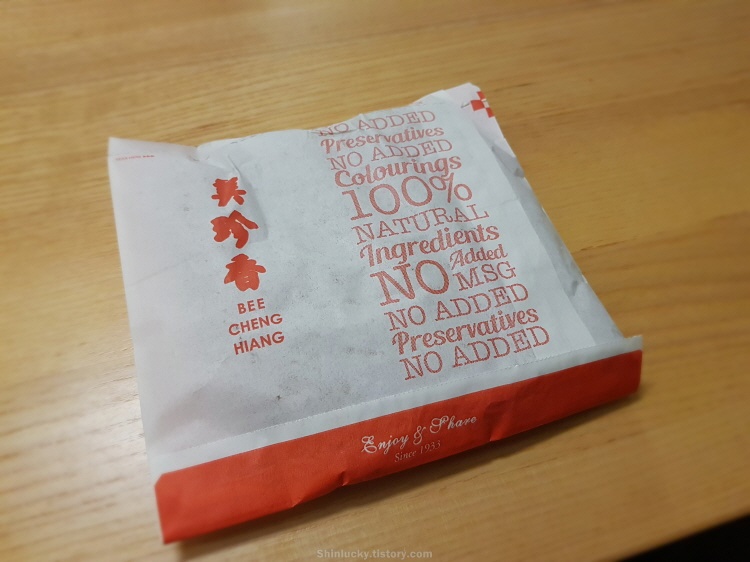 美
珍
香
BEE
CHENG
HIANG
NO ADDED
Preservatives
NO ADDED
Colourings
100%
NATURAL
Ingredients
NO Added
MSG
NO ADDED
Preservatives
NO ADDED
Enjoy & Share
Since 1933
Shinlucky.tistory.com